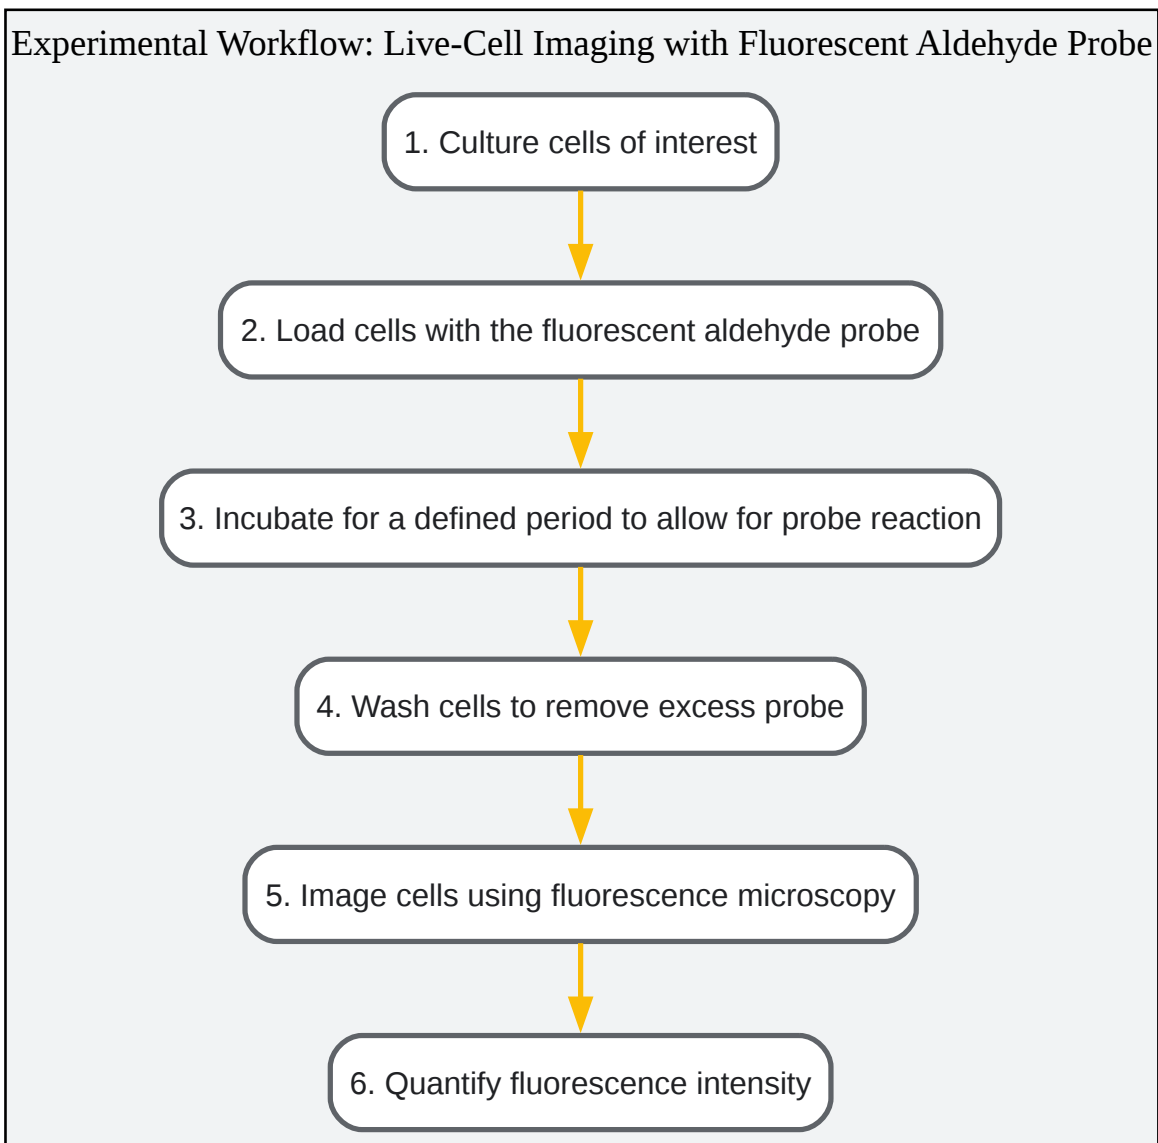 Experimental Workflow: Live-Cell Imaging with Fluorescent Aldehyde Probe
1. Culture cells of interest
2. Load cells with the fluorescent aldehyde probe
3. Incubate for a defined period to allow for probe reaction
4. Wash cells to remove excess probe
5. Image cells using fluorescence microscopy
6. Quantify fluorescence intensity